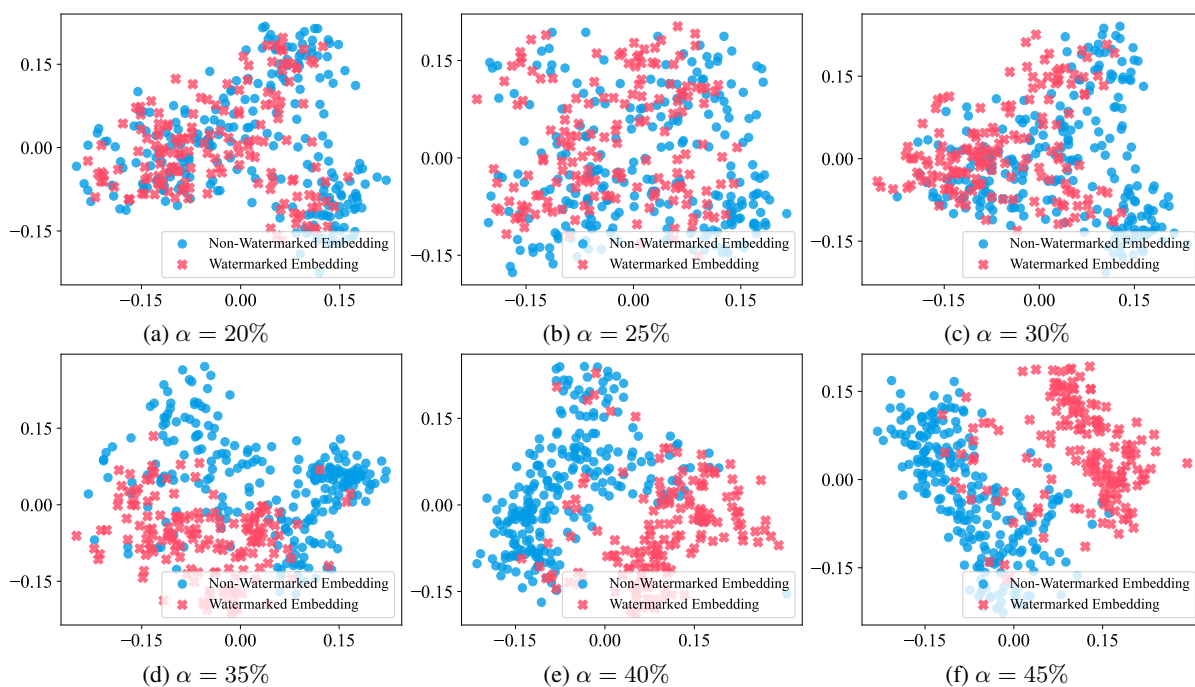 0.15
0.00
−0.15
−0.15
0.00
0.15
Non-Watermarked Embedding
Watermarked Embedding
(a) α = 20%
0.15
0.00
−0.15
−0.15
0.00
0.15
Non-Watermarked Embedding
Watermarked Embedding
(b) α = 25%
0.15
0.00
−0.15
−0.15
0.00
0.15
Non-Watermarked Embedding
Watermarked Embedding
(c) α = 30%
0.15
0.00
−0.15
−0.15
0.00
0.15
Non-Watermarked Embedding
Watermarked Embedding
(d) α = 35%
0.15
0.00
−0.15
−0.15
0.00
0.15
Non-Watermarked Embedding
Watermarked Embedding
(e) α = 40%
0.15
0.00
−0.15
−0.15
0.00
0.15
Non-Watermarked Embedding
Watermarked Embedding
(f) α = 45%